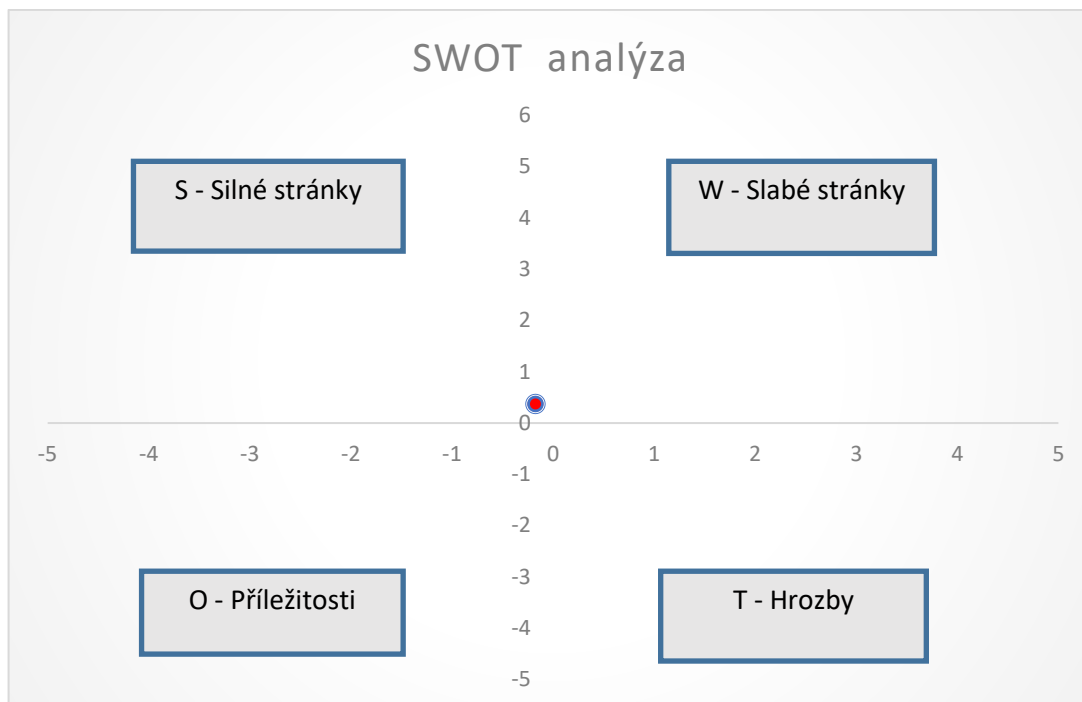 SWOT analýza
6
5
S - Silné stránky
W - Slabé stránky
4
3
2
1
0
-5 -4 -3 -2 -1 0 1 2 3 4 5
-1
-2
-3
O - Příležitosti
T - Hrozby
-4
-5